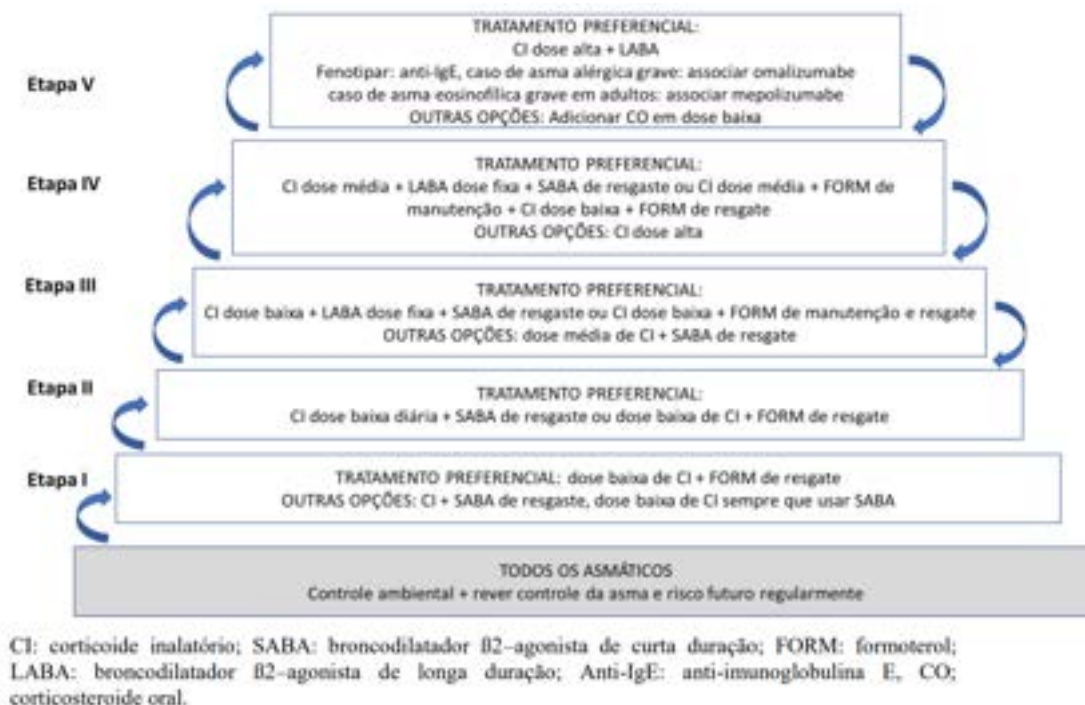 TRATAMENTO PREFERENCIAL:
CI dose alta + LABA
Etapa V
Fenotipar: anti-IgE, caso de asma alérgica grave: associar omalizumabe
caso de asma eosinofílica grave em adultos: associar mepolizumabe
OUTRAS OPÇÕES: Adicionar CO em dose baixa
Etapa IV
TRATAMENTO PREFERENCIAL:
CI dose média + LABA dose fixa + SABA de resgaste ou CI dose média + FORM de
manutenção + CI dose baixa + FORM de resgate
OUTRAS OPÇÕES: CI dose alta
Etapa III
TRATAMENTO PREFERENCIAL:
CI dose baixa + LABA dose fixa + SABA de resgaste ou CI dose baixa + FORM de manutenção e resgate
OUTRAS OPÇÕES: dose média de CI + SABA de resgate
Etapa II
TRATAMENTO PREFERENCIAL:
CI dose baixa diária + SABA de resgaste ou dose baixa de CI + FORM de resgate
Etapa I
TRATAMENTO PREFERENCIAL: dose baixa de CI + FORM de resgate
OUTRAS OPÇÕES: CI + SABA de resgaste, dose baixa de CI sempre que usar SABA
TODOS OS ASMÁTICOS
Controle ambiental + rever controle da asma e risco futuro regularmente
CI: corticoide inalatório; SABA: broncodilatador ß2–agonista de curta duração; FORM: formoterol;
LABA: broncodilatador ß2–agonista de longa duração; Anti-IgE: anti-imunoglobulina E, CO;
corticosteroide oral.